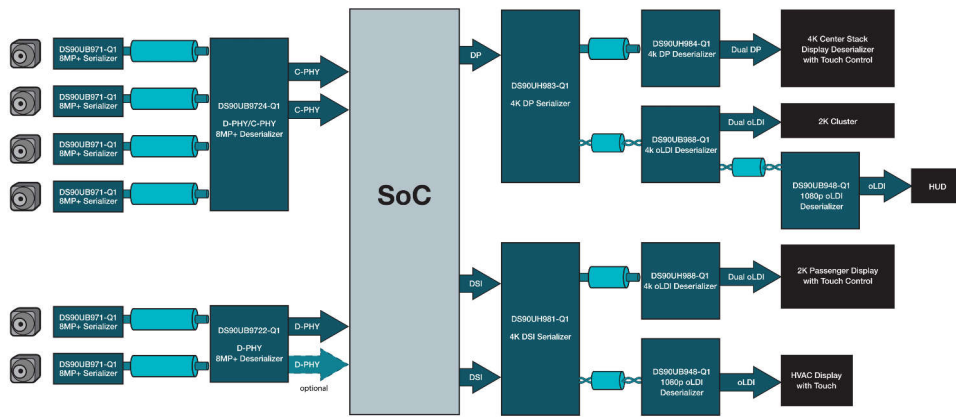 DS90UB971-Q1
8MP+ Serializer
DS90UB971-Q1
8MP+ Serializer
DS90UB971-Q1
8MP+ Serializer
DS90UB971-Q1
8MP+ Serializer
DS90UB9724-Q1
D-PHY/C-PHY
8MP+ Deserializer
C-PHY
C-PHY
DS90UB971-Q1
8MP+ Serializer
DS90UB971-Q1
8MP+ Serializer
DS90UB9722-Q1
D-PHY
8MP+ Deserializer
D-PHY
D-PHY
optional
SoC
DP
DS90UH983-Q1
4K DP Serializer
DS90UH984-Q1
4k DP Deserializer
Dual DP
4K Center Stack
Display Deserializer
with Touch Control
DS90UB988-Q1
4k oLDI Deserializer
Dual oLDI
2K Cluster
DS90UB948-Q1
1080p oLDI
Deserializer
oLDI
HUD
DSI
DSI
DS90UH981-Q1
4K DSI Serializer
DS90UH988-Q1
4k oLDI Deserializer
Dual oLDI
2K Passenger Display
with Touch Control
DS90UB948-Q1
1080p oLDI
Deserializer
oLDI
HVAC Display
with Touch